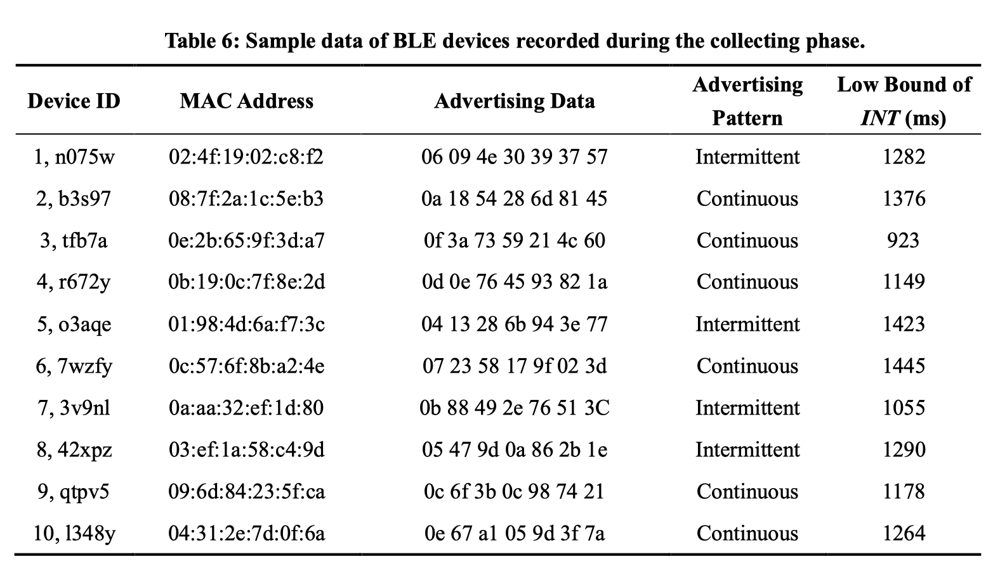 Table 6: Sample data of BLE devices recorded during the collecting phase.
Device ID MAC Address Advertising Data Advertising Pattern Low Bound of INT (ms)
1, n075w 02:4f:19:02:c8:f2 06 09 4e 30 39 37 57 Intermittent 1282
2, b3s97 08:7f:2a:1c:5e:b3 0a 18 54 28 6d 81 45 Continuous 1376
3, tfb7a 0e:2b:65:9f:3d:a7 0f 3a 73 59 21 4c 60 Continuous 923
4, r672y 0b:19:0c:7f:8e:2d 0d 0e 76 45 93 82 1a Continuous 1149
5, o3aqe 01:98:4d:6a:f7:3c 04 13 28 6b 94 3e 77 Intermittent 1423
6, 7wzfy 0c:57:6f:8b:a2:4e 07 23 58 17 9f 02 3d Continuous 1445
7, 3v9nl 0a:aa:32:ef:1d:80 0b 88 49 2e 76 51 3C Intermittent 1055
8, 42xpz 03:ef:1a:58:c4:9d 05 47 9d 0a 86 2b 1e Intermittent 1290
9, qtpv5 09:6d:84:23:5f:ca 0c 6f 3b 0c 98 74 21 Continuous 1178
10, l348y 04:31:2e:7d:0f:6a 0e 67 a1 05 9d 3f 7a Continuous 1264